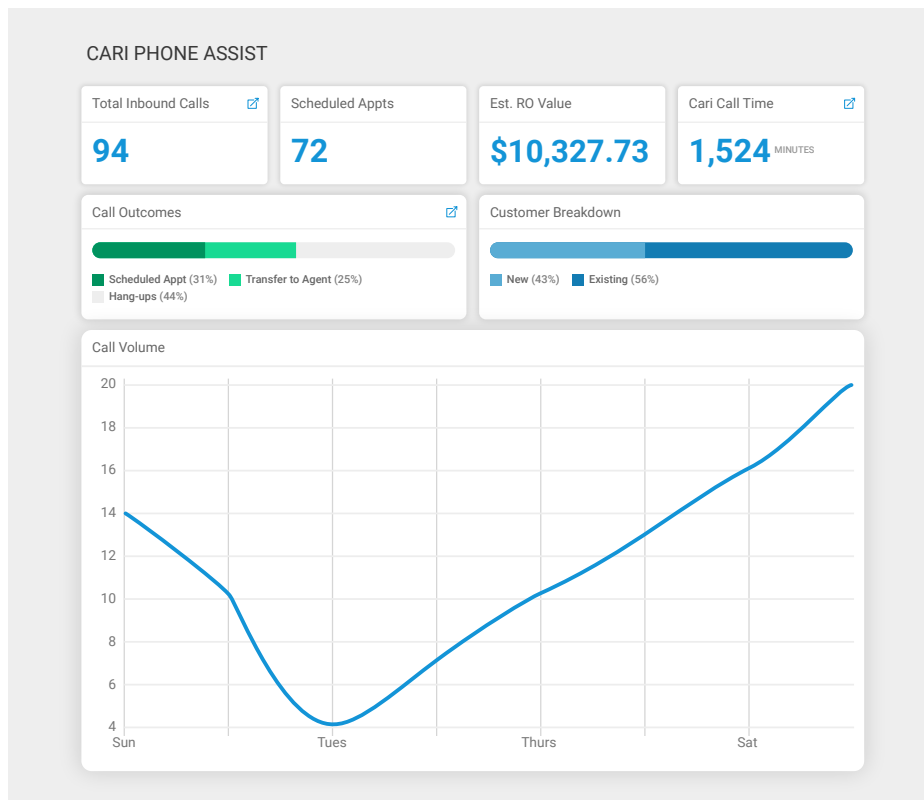 CARI PHONE ASSIST
Total Inbound Calls
94
Scheduled Appts
72
Est. RO Value
$10,327.73
Cari Call Time
1,524 MINUTES
Call Outcomes
Scheduled Appt (31%) Transfer to Agent (25%)
Hang-ups (44%)
Customer Breakdown
New (43%) Existing (56%)
Call Volume
20
18
16
14
12
10
8
6
4
Sun Tues Thurs Sat